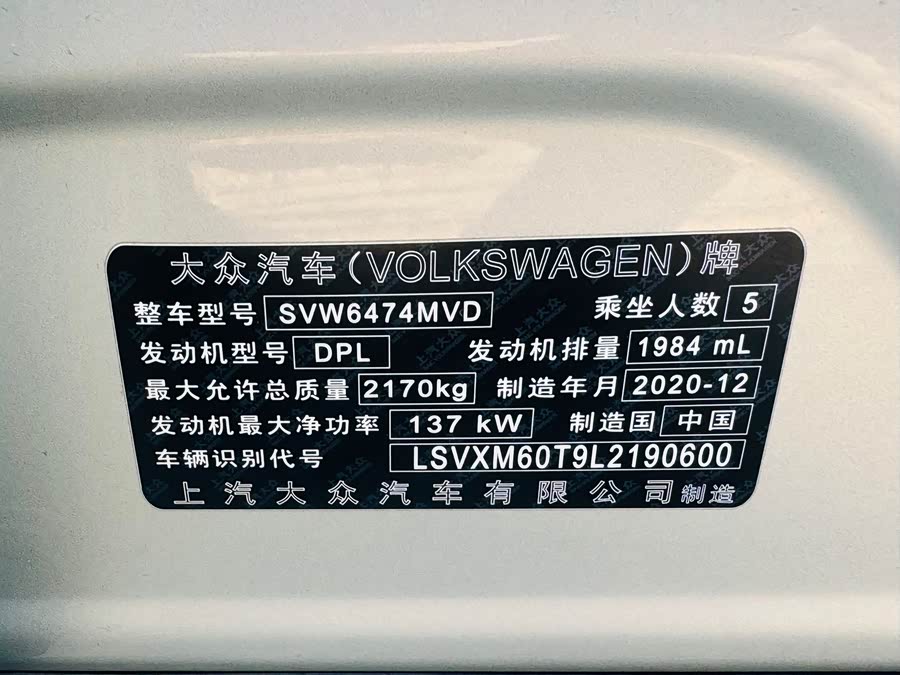 大众汽车(VOLKSWAGEN)牌
整车型号 SVW6474MVD 乘坐人数 5
发动机型号 DPL 发动机排量 1984 mL
最大允许总质量 2170kg 制造年月 2020-12
发动机最大净功率 137 kW 制造国 中国
车辆识别代号 LSVXM60T9L2190600
上汽大众汽车有限公司制造